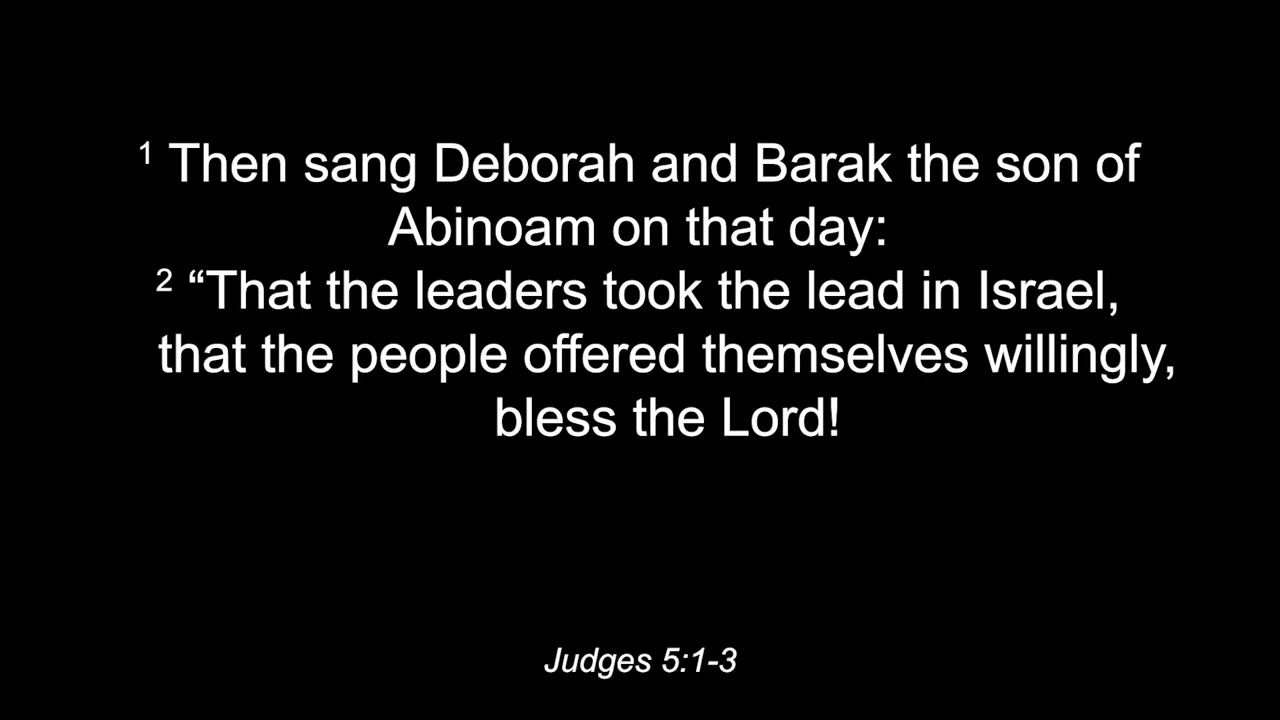 1 Then sang Deborah and Barak the son of
Abinoam on that day:
2 “That the leaders took the lead in Israel,
that the people offered themselves willingly,
bless the Lord!
Judges 5:1-3